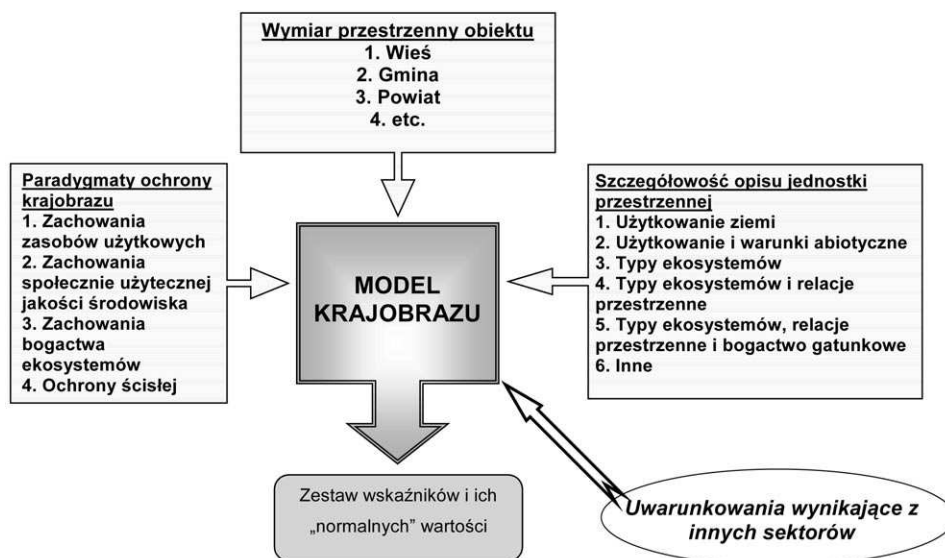 Wymiar przestrzenny obiektu
1. Wieś
2. Gmina
3. Powiat
4. etc.
Paradygmaty ochrony
krajobrazu
1. Zachowania
zasobów użytkowych
2. Zachowania
społecznie użytecznej
jakości środowiska
3. Zachowania
bogactwa
ekosystemów
4. Ochrony ścisłej
MODEL
KRAJOBRAZU
Szczegółowość opisu jednostki
przestrzennej
1. Użytkowanie ziemi
2. Użytkowanie i warunki abiotyczne
3. Typy ekosystemów
4. Typy ekosystemów i relacje
przestrzenne
5. Typy ekosystemów, relacje
przestrzenne i bogactwo gatunkowe
6. Inne
Zestaw wskaźników i ich
„normalnych” wartości
Uwarunkowania wynikające z
innych sektorów